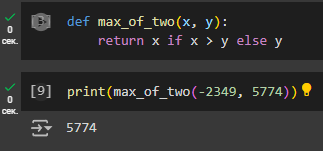 0
сек.
def max_of_two(x, y):
    return x if x > y else y
0
сек.
[9] print(max_of_two(-2349, 5774))
5774